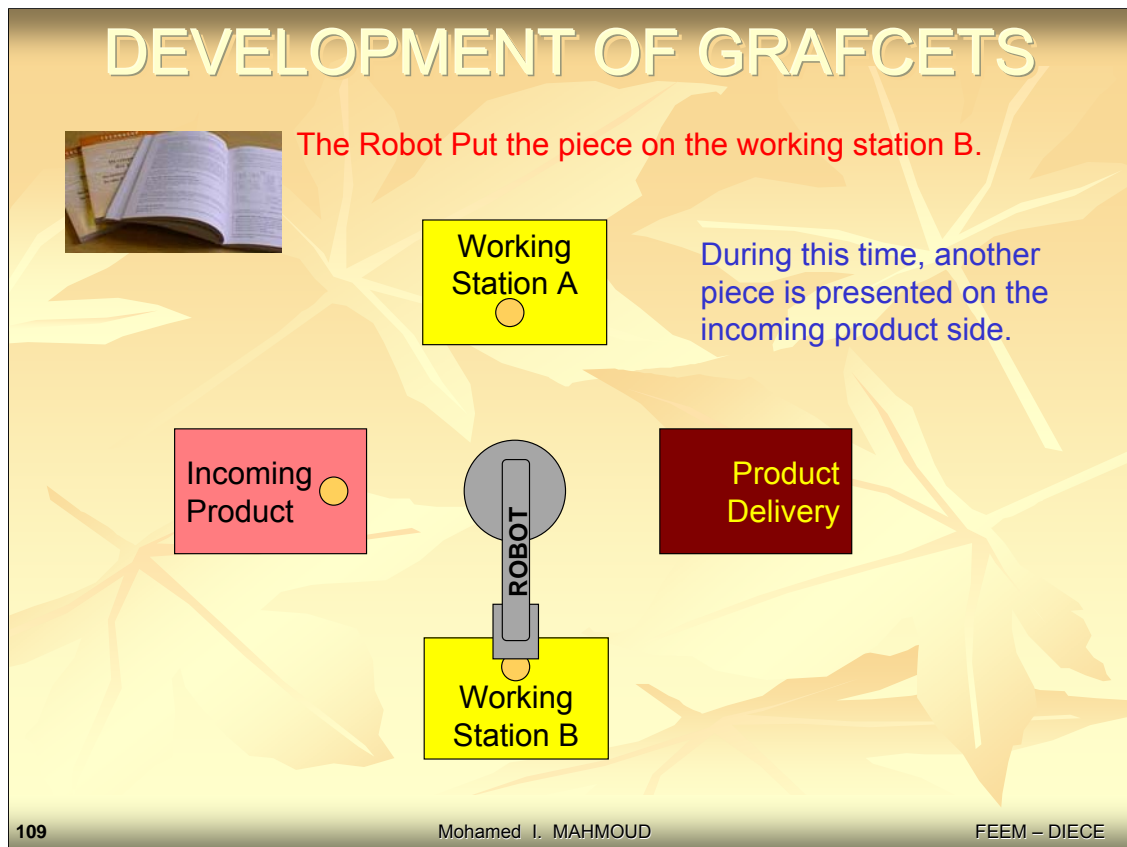 DEVELOPMENT OF GRAFCETS
The Robot Put the piece on the working station B.
Working
Station A
During this time, another
piece is presented on the
incoming product side.
Incoming
Product
ROBOT
Product
Delivery
Working
Station B
109
Mohamed I. MAHMOUD
FEEM – DIECE